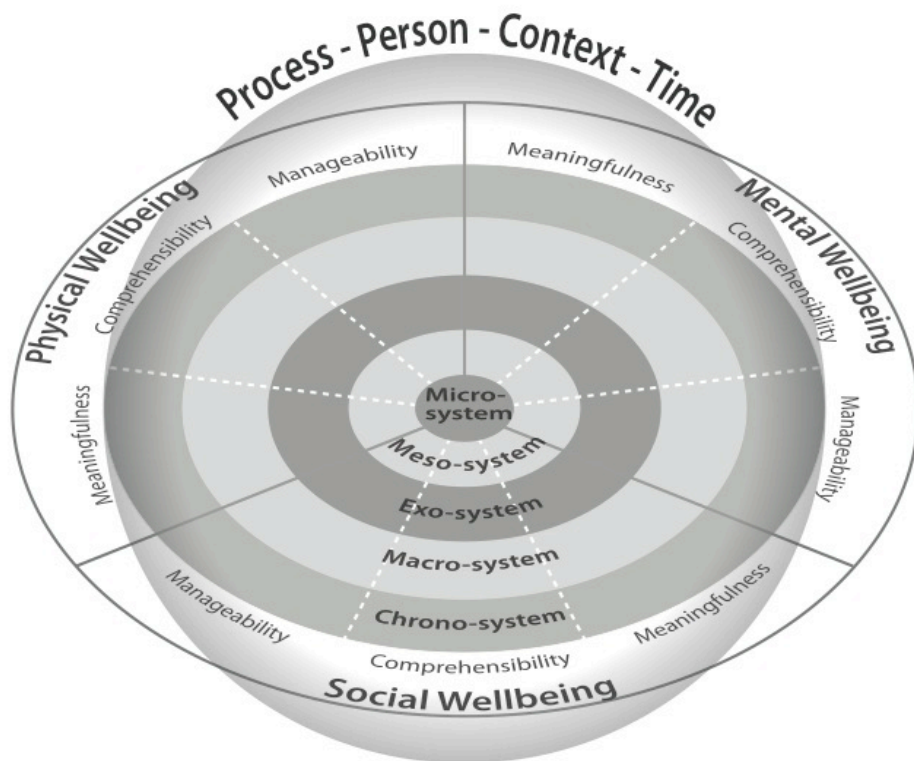 Process - Person - Context - Time
Manageability
Meaningfulness
Physical Wellbeing
Comprehensibility
Mental Wellbeing
Comprehensibility
Meaningfulness
Manageability
Micro-
system
Meso-system
Exo-system
Macro-system
Chrono-system
Manageability
Meaningfulness
Comprehensibility
Social Wellbeing